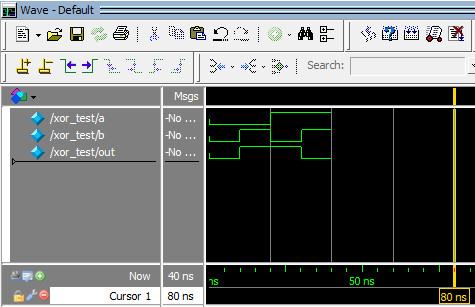 Wave - Default
Search:
Msgs
/xor_test/a -No ...
/xor_test/b -No ...
/xor_test/out -No ...
Now 40 ns ns 50 ns
Cursor 1 80 ns 80 ns